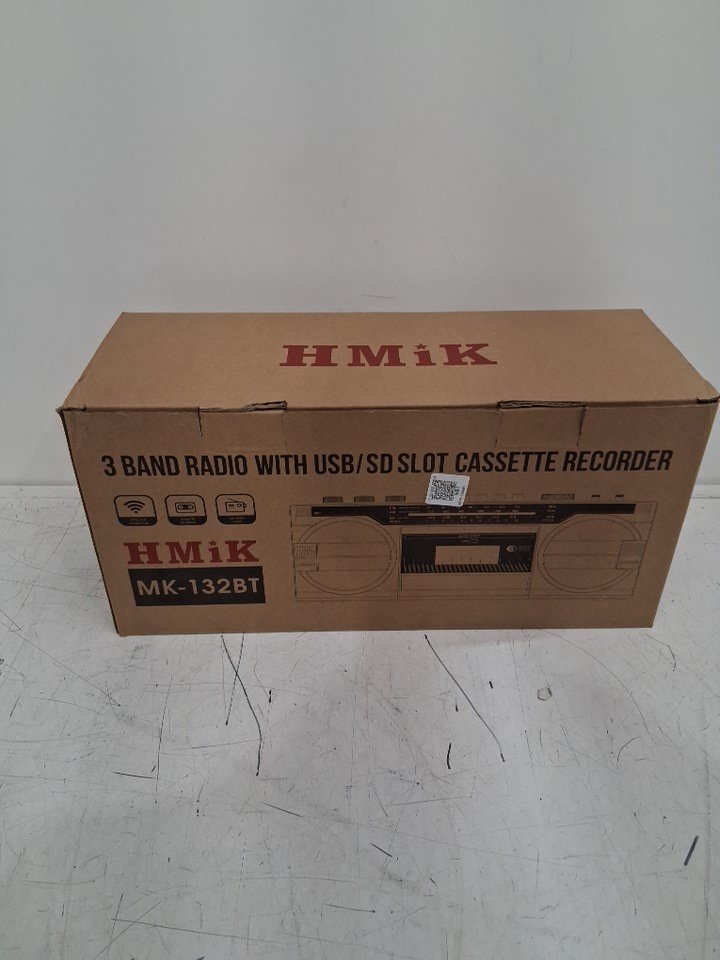 HMiK
3 BAND RADIO WITH USB/SD SLOT CASSETTE RECORDER
HMiK
MK-132BT